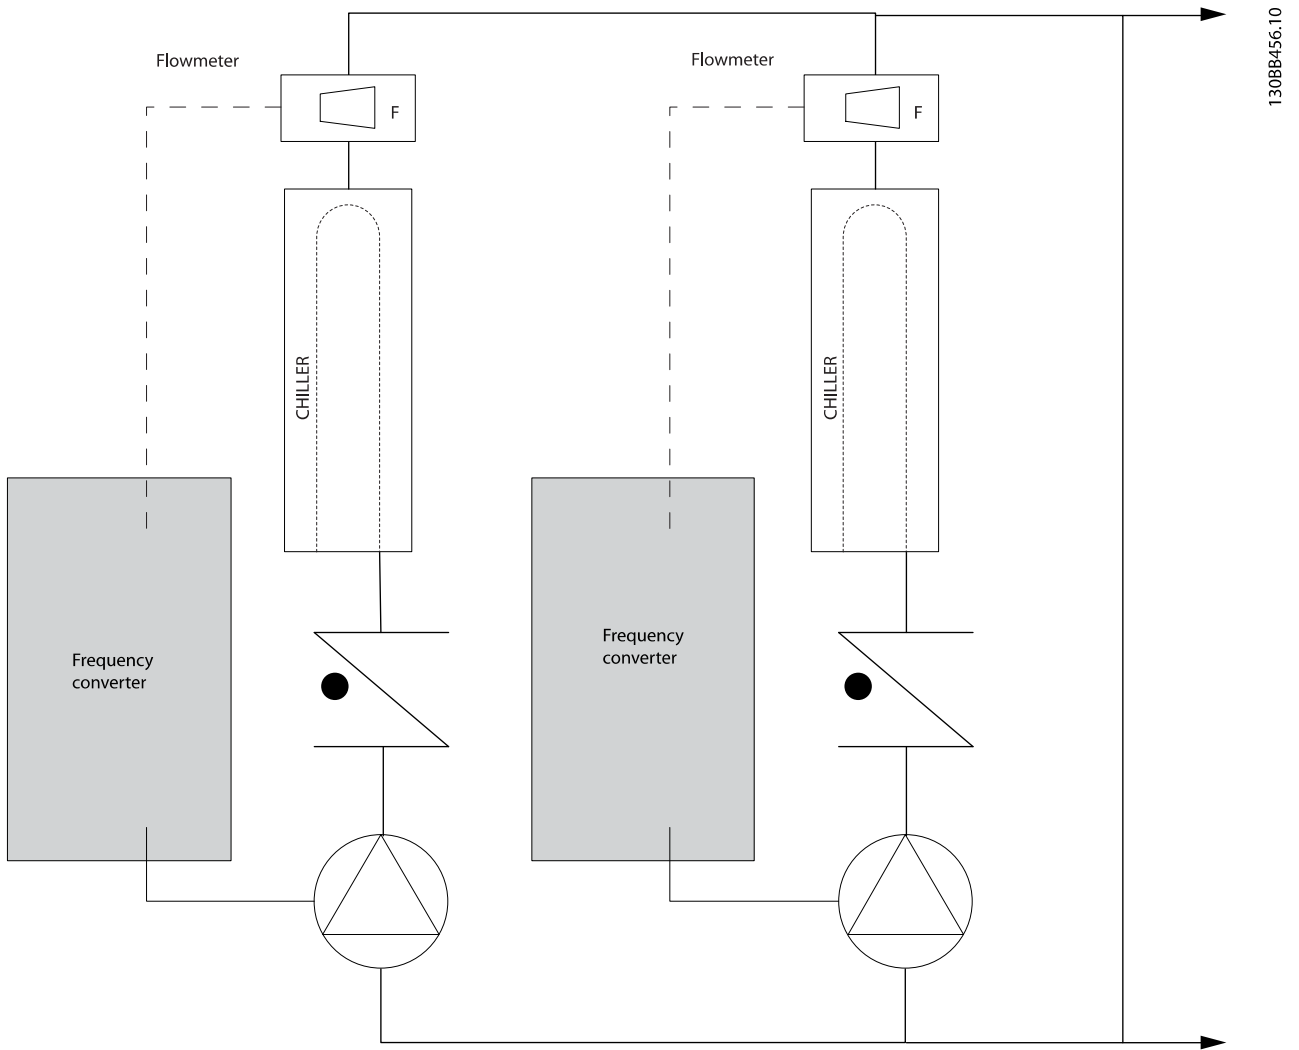 Flowmeter
Flowmeter
130BB456.10
F
F
CHILLER
CHILLER
Frequency
converter
Frequency
converter